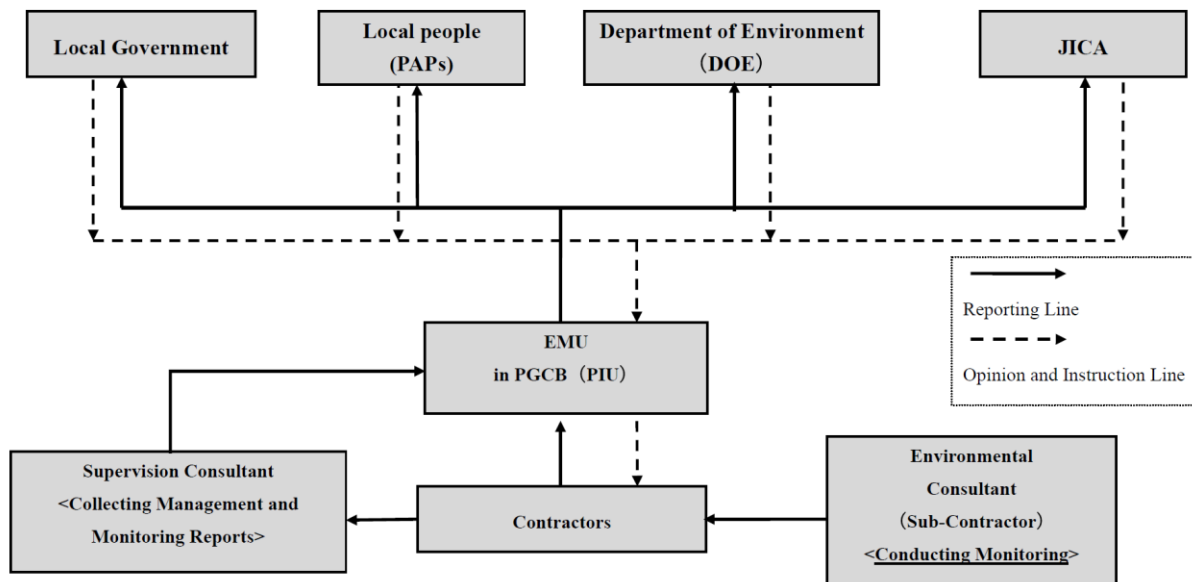 Local Government
Local people
(PAPs)
Department of Environment
（DOE）
JICA
Reporting Line
Opinion and Instruction Line
EMU
in PGCB（PIU）
Supervision Consultant
<Collecting Management and
Monitoring Reports>
Contractors
Environmental
Consultant
（Sub-Contractor）
<Conducting Monitoring>